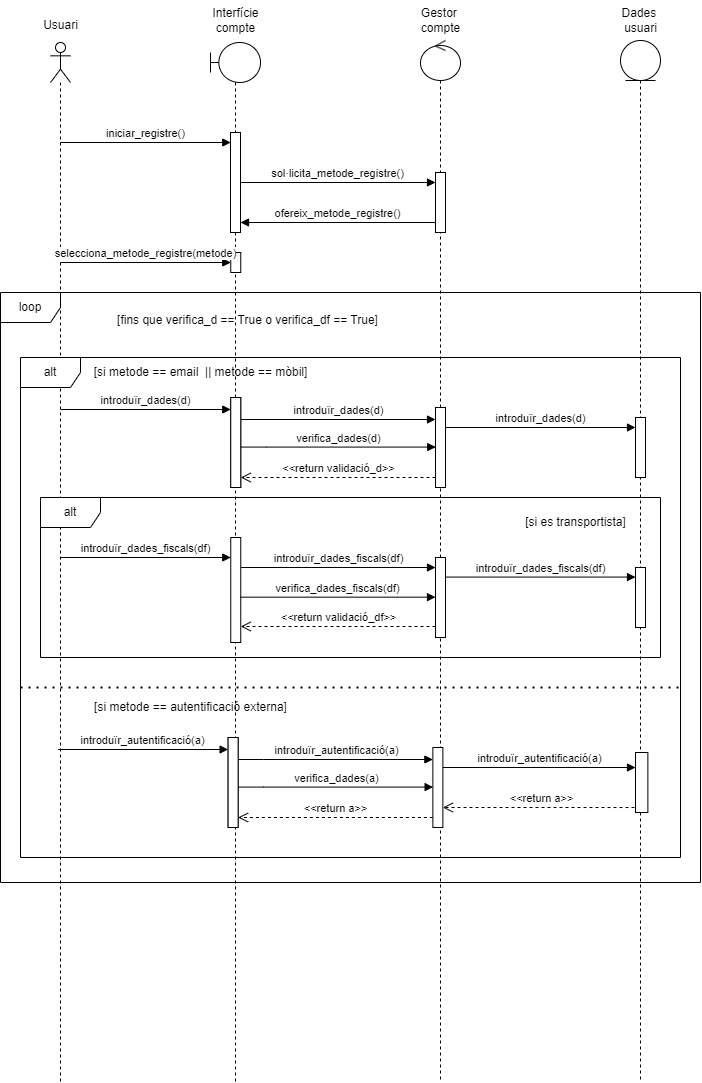 Usuari
Interfície
compte
Gestor
compte
Dades
usuari
iniciar_registre()
sol·licita_metode_registre()
ofereix_metode_registre()
selecciona_metode_registre(metode)
loop
[fins que verifica_d == True o verifica_df == True]
alt
[si metode == email || metode == mòbil]
introduïr_dades(d)
introduïr_dades(d)
introduïr_dades(d)
verifica_dades(d)
<<return validació_d>>
alt
[si es transportista]
introduïr_dades_fiscals(df)
introduïr_dades_fiscals(df)
introduïr_dades_fiscals(df)
verifica_dades_fiscals(df)
<<return validació_df>>
[si metode == autentificació externa]
introduïr_autentificació(a)
introduïr_autentificació(a)
introduïr_autentificació(a)
verifica_dades(a)
<<return a>>
<<return a>>